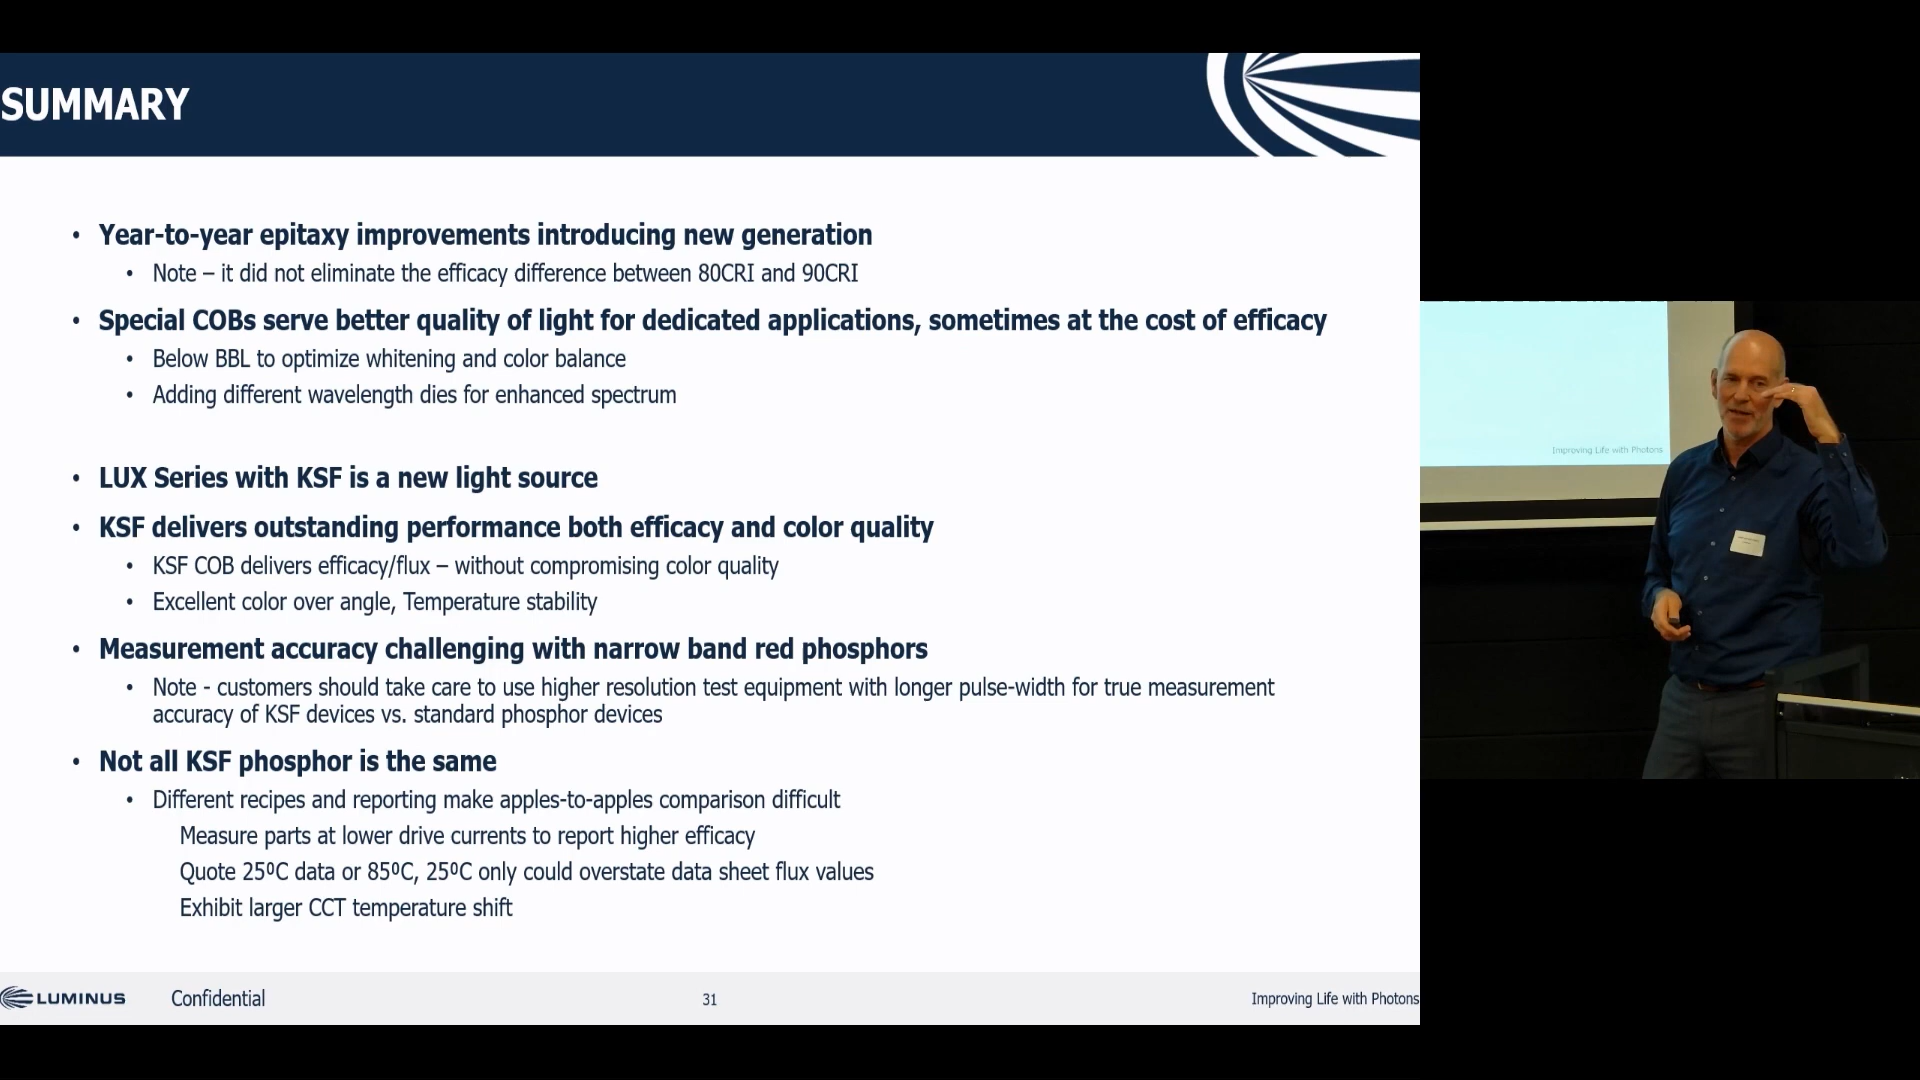 SUMMARY
• Year-to-year epitaxy improvements introducing new generation
• Note – it did not eliminate the efficacy difference between 80CRI and 90CRI
• Special COBs serve better quality of light for dedicated applications, sometimes at the cost of efficacy
• Below BBL to optimize whitening and color balance
• Adding different wavelength dies for enhanced spectrum
• LUX Series with KSF is a new light source
• KSF delivers outstanding performance both efficacy and color quality
• KSF COB delivers efficacy/flux – without compromising color quality
• Excellent color over angle, Temperature stability
• Measurement accuracy challenging with narrow band red phosphors
• Note - customers should take care to use higher resolution test equipment with longer pulse-width for true measurement
accuracy of KSF devices vs. standard phosphor devices
• Not all KSF phosphor is the same
• Different recipes and reporting make apples-to-apples comparison difficult
Measure parts at lower drive currents to report higher efficacy
Quote 25ºC data or 85ºC, 25ºC only could overstate data sheet flux values
Exhibit larger CCT temperature shift
LUMINUS
Confidential
31
Improving Life with Photons
Improving Life with Photons